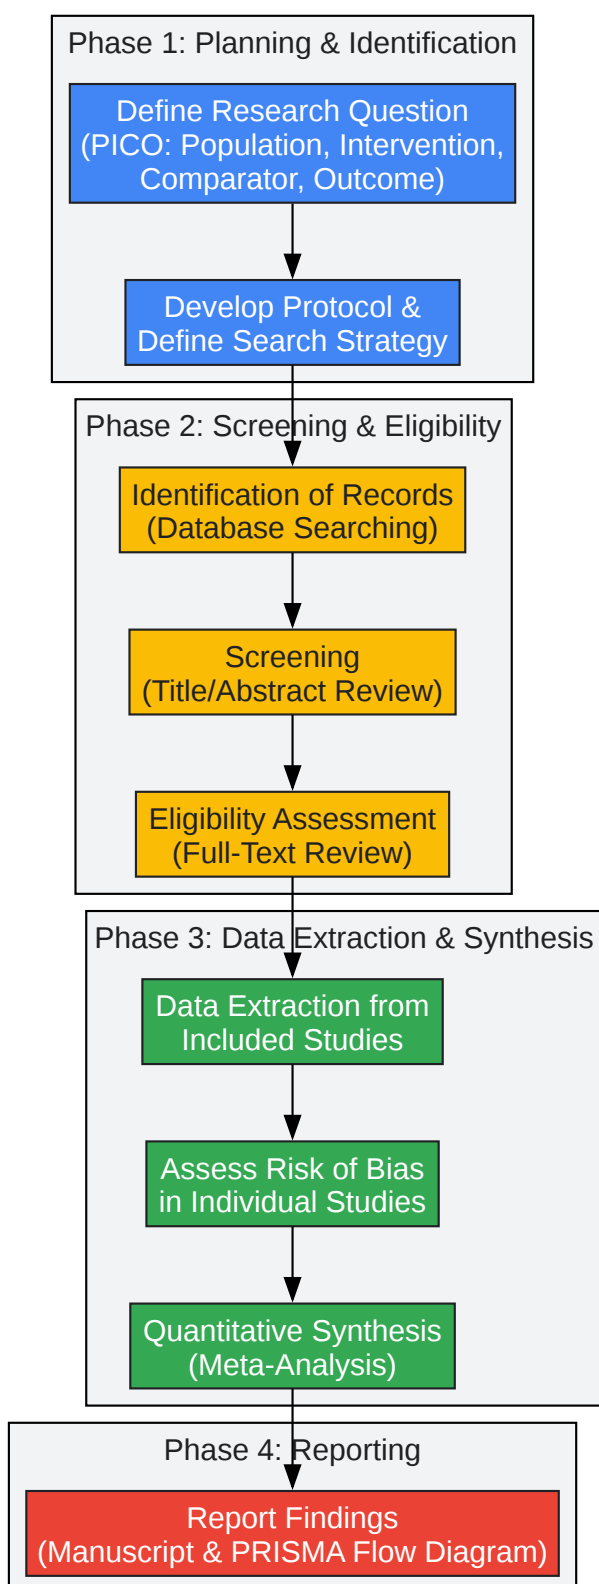 Phase 1: Planning & Identification
Define Research Question
(PICO: Population, Intervention,
Comparator, Outcome)
Develop Protocol &
Define Search Strategy
Phase 2: Screening & Eligibility
Identification of Records
(Database Searching)
Screening
(Title/Abstract Review)
Eligibility Assessment
(Full-Text Review)
Phase 3: Data Extraction & Synthesis
Data Extraction from
Included Studies
Assess Risk of Bias
in Individual Studies
Quantitative Synthesis
(Meta-Analysis)
Phase 4: Reporting
Report Findings
(Manuscript & PRISMA Flow Diagram)